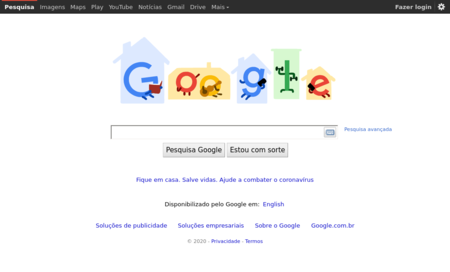 Pesquisa Imagens Maps Play YouTube Notícias Gmail Drive Mais Fazer login
Google
Pesquisa avançada
Pesquisa Google Estou com sorte
Fique em casa. Salve vidas. Ajude a combater o coronavírus
Disponibilizado pelo Google em: English
Soluções de publicidade Soluções empresariais Sobre o Google Google.com.br
© 2020 - Privacidade - Termos